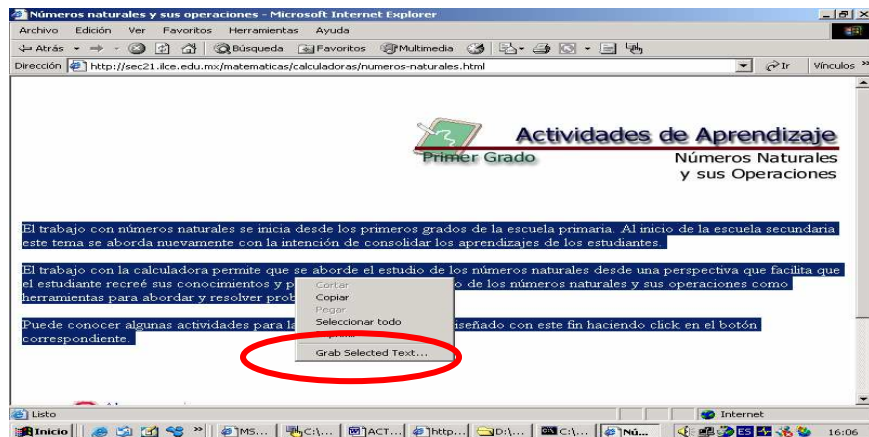 Números naturales y sus operaciones - Microsoft Internet Explorer
Archivo Edición Ver Favoritos Herramientas Ayuda
Atrás Búsqueda Favoritos Multimedia
Dirección http://sec21.ilce.edu.mx/matematicas/calculadoras/numeros-naturales.html Ir Vínculos »
Actividades de Aprendizaje
Primer Grado Números Naturales
y sus Operaciones
El trabajo con números naturales se inicia desde los primeros grados de la escuela primaria. Al inicio de la escuela secundaria
este tema se aborda nuevamente con la intención de consolidar los aprendizajes de los estudiantes.
El trabajo con la calculadora permite que se aborde el estudio de los números naturales desde una perspectiva que facilita que
el estudiante recreé sus conocimientos y p o de los números naturales y sus operaciones como
herramientas para abordar y resolver prob
Puede conocer algunas actividades para la iseñado con este fin haciendo click en el botón
correspondiente.
Cortar
Copiar
Pegar
Seleccionar todo
Grab Selected Text...
Listo Internet
Inicio » MS... C:\... ACT... http... D:\... C:\... Nú... ES 16:06